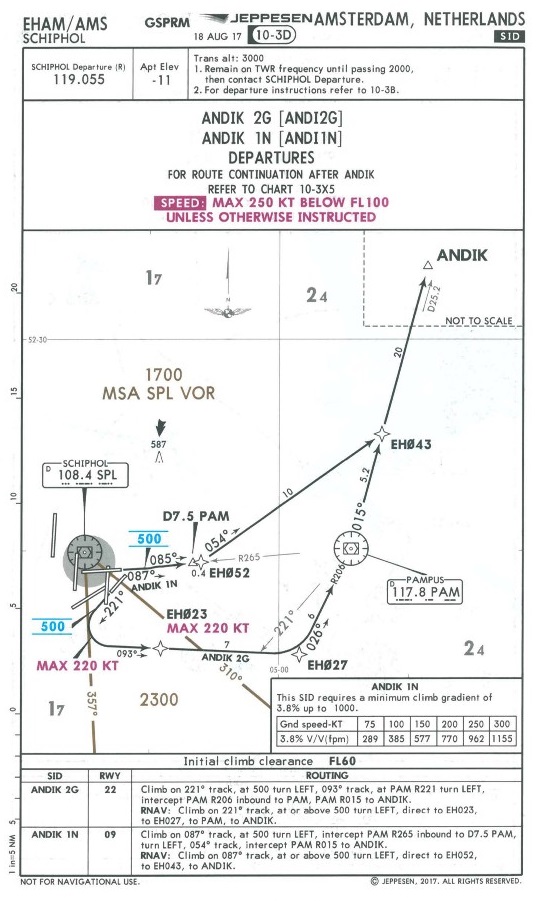 EHAM/AMS
SCHIPHOL
GSPRM
JEPPESEN
18 AUG 17
10-3D
AMSTERDAM, NETHERLANDS
SID
SCHIPHOL Departure (R)
119.055
Apt Elev
-11
Trans alt: 3000
1. Remain on TWR frequency until passing 2000,
then contact SCHIPHOL Departure.
2. For departure instructions refer to 10-3B.
ANDIK 2G [ANDI2G]
ANDIK 1N [ANDI1N]
DEPARTURES
FOR ROUTE CONTINUATION AFTER ANDIK
REFER TO CHART 10-3X5
SPEED: MAX 250 KT BELOW FL100
UNLESS OTHERWISE INSTRUCTED
ANDIK
17
24
N
D25.2
NOT TO SCALE
20
52-30
20
1700
MSA SPL VOR
15
587
EHØ43
SCHIPHOL
D
108.4 SPL
5.2
10
10
D7.5 PAM
015°
500
054°
085°
R265
087°
0.4
EHØ52
ANDIK 1N
R206
PAMPUS
D
117.8 PAM
221°
5
EHØ23
MAX 220 KT
6
221°
026°
500
7
24
MAX 220 KT
093°
ANDIK 2G
EHØ27
05-00
310°
357°
17
2300
0
ANDIK 1N
This SID requires a minimum climb gradient of
3.8% up to 1000.
Gnd speed-KT 75 100 150 200 250 300
3.8% V/V(fpm) 289 385 577 770 962 1155
Initial climb clearance FL60
SID RWY ROUTING
ANDIK 2G 22 Climb on 221° track, at 500 turn LEFT, 093° track, at PAM R221 turn LEFT,
intercept PAM R206 inbound to PAM, PAM R015 to ANDIK.
RNAV: Climb on 221° track, at or above 500 turn LEFT, direct to EH023,
to EH027, to PAM, to ANDIK.
5
ANDIK 1N 09 Climb on 087° track, at 500 turn LEFT, intercept PAM R265 inbound to D7.5 PAM,
turn LEFT, 054° track, intercept PAM R015 to ANDIK.
RNAV: Climb on 087° track, at or above 500 turn LEFT, direct to EH052,
to EH043, to ANDIK.
1 in=5 NM
NOT FOR NAVIGATIONAL USE.
© JEPPESEN, 2017. ALL RIGHTS RESERVED.